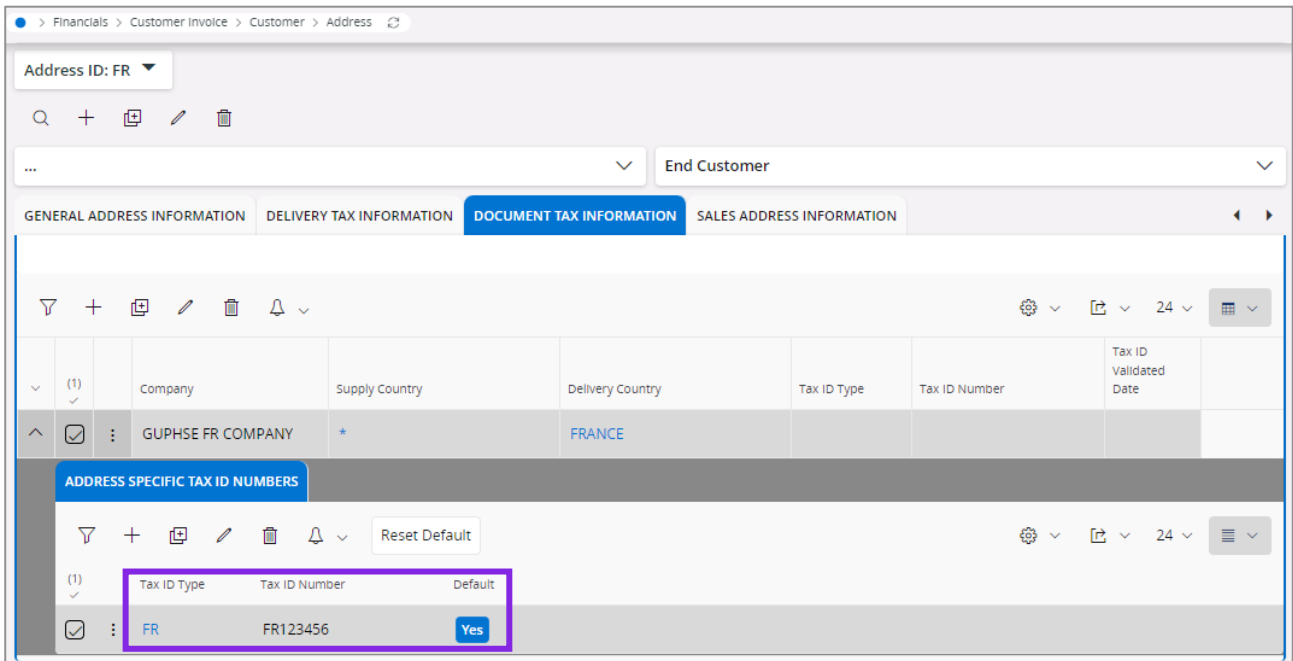 > Financials > Customer Invoice > Customer > Address
Address ID: FR
...
End Customer
GENERAL ADDRESS INFORMATION DELIVERY TAX INFORMATION DOCUMENT TAX INFORMATION SALES ADDRESS INFORMATION
24
(1) Company Supply Country Delivery Country Tax ID Type Tax ID Number Tax ID Validated Date
GUPHSE FR COMPANY * FRANCE
ADDRESS SPECIFIC TAX ID NUMBERS
Reset Default 24
(1) Tax ID Type Tax ID Number Default
FR FR123456 Yes